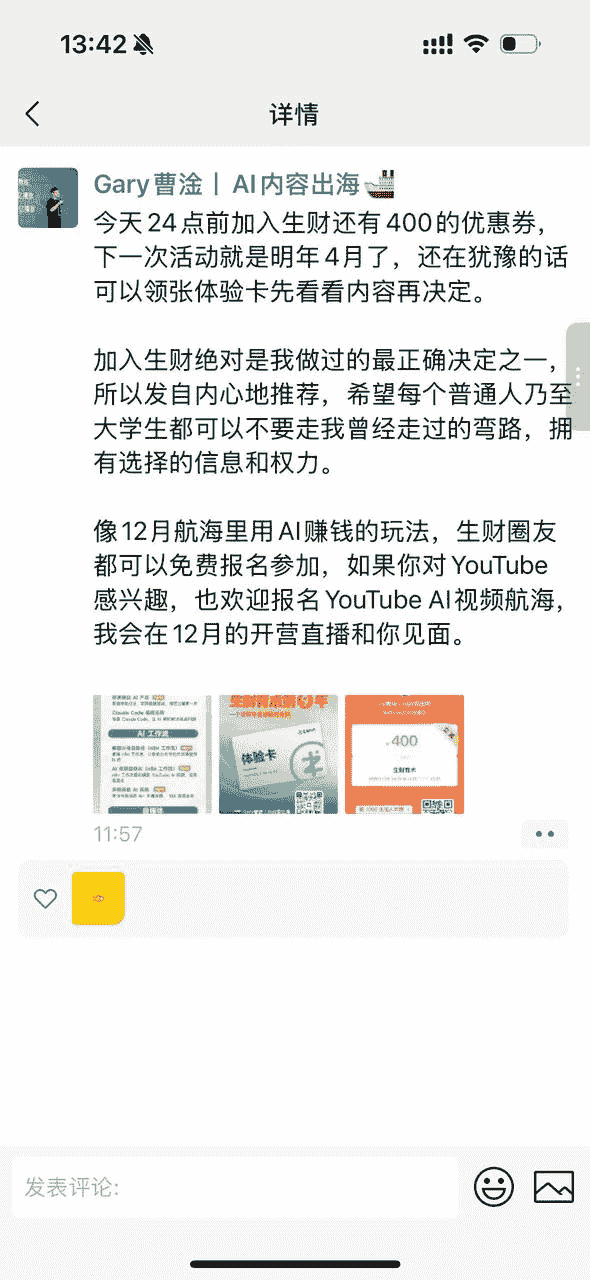 13:42
详情
Gary曹淦丨AI内容出海
今天24点前加入生财还有400的优惠券，
下一次活动就是明年4月了，还在犹豫的话
可以领张体验卡先看看内容再决定。
加入生财绝对是我做过的最正确决定之一，
所以发自内心地推荐，希望每个普通人乃至
大学生都可以不要走我曾经走过的弯路，拥
有选择的信息和权力。
像12月航海里用AI赚钱的玩法，生财圈友
都可以免费报名参加，如果你对YouTube
感兴趣，也欢迎报名YouTube AI视频航海，
我会在12月的开营直播和你见面。
AI 工作流
体验卡
400
生财有术
11:57
发表评论: